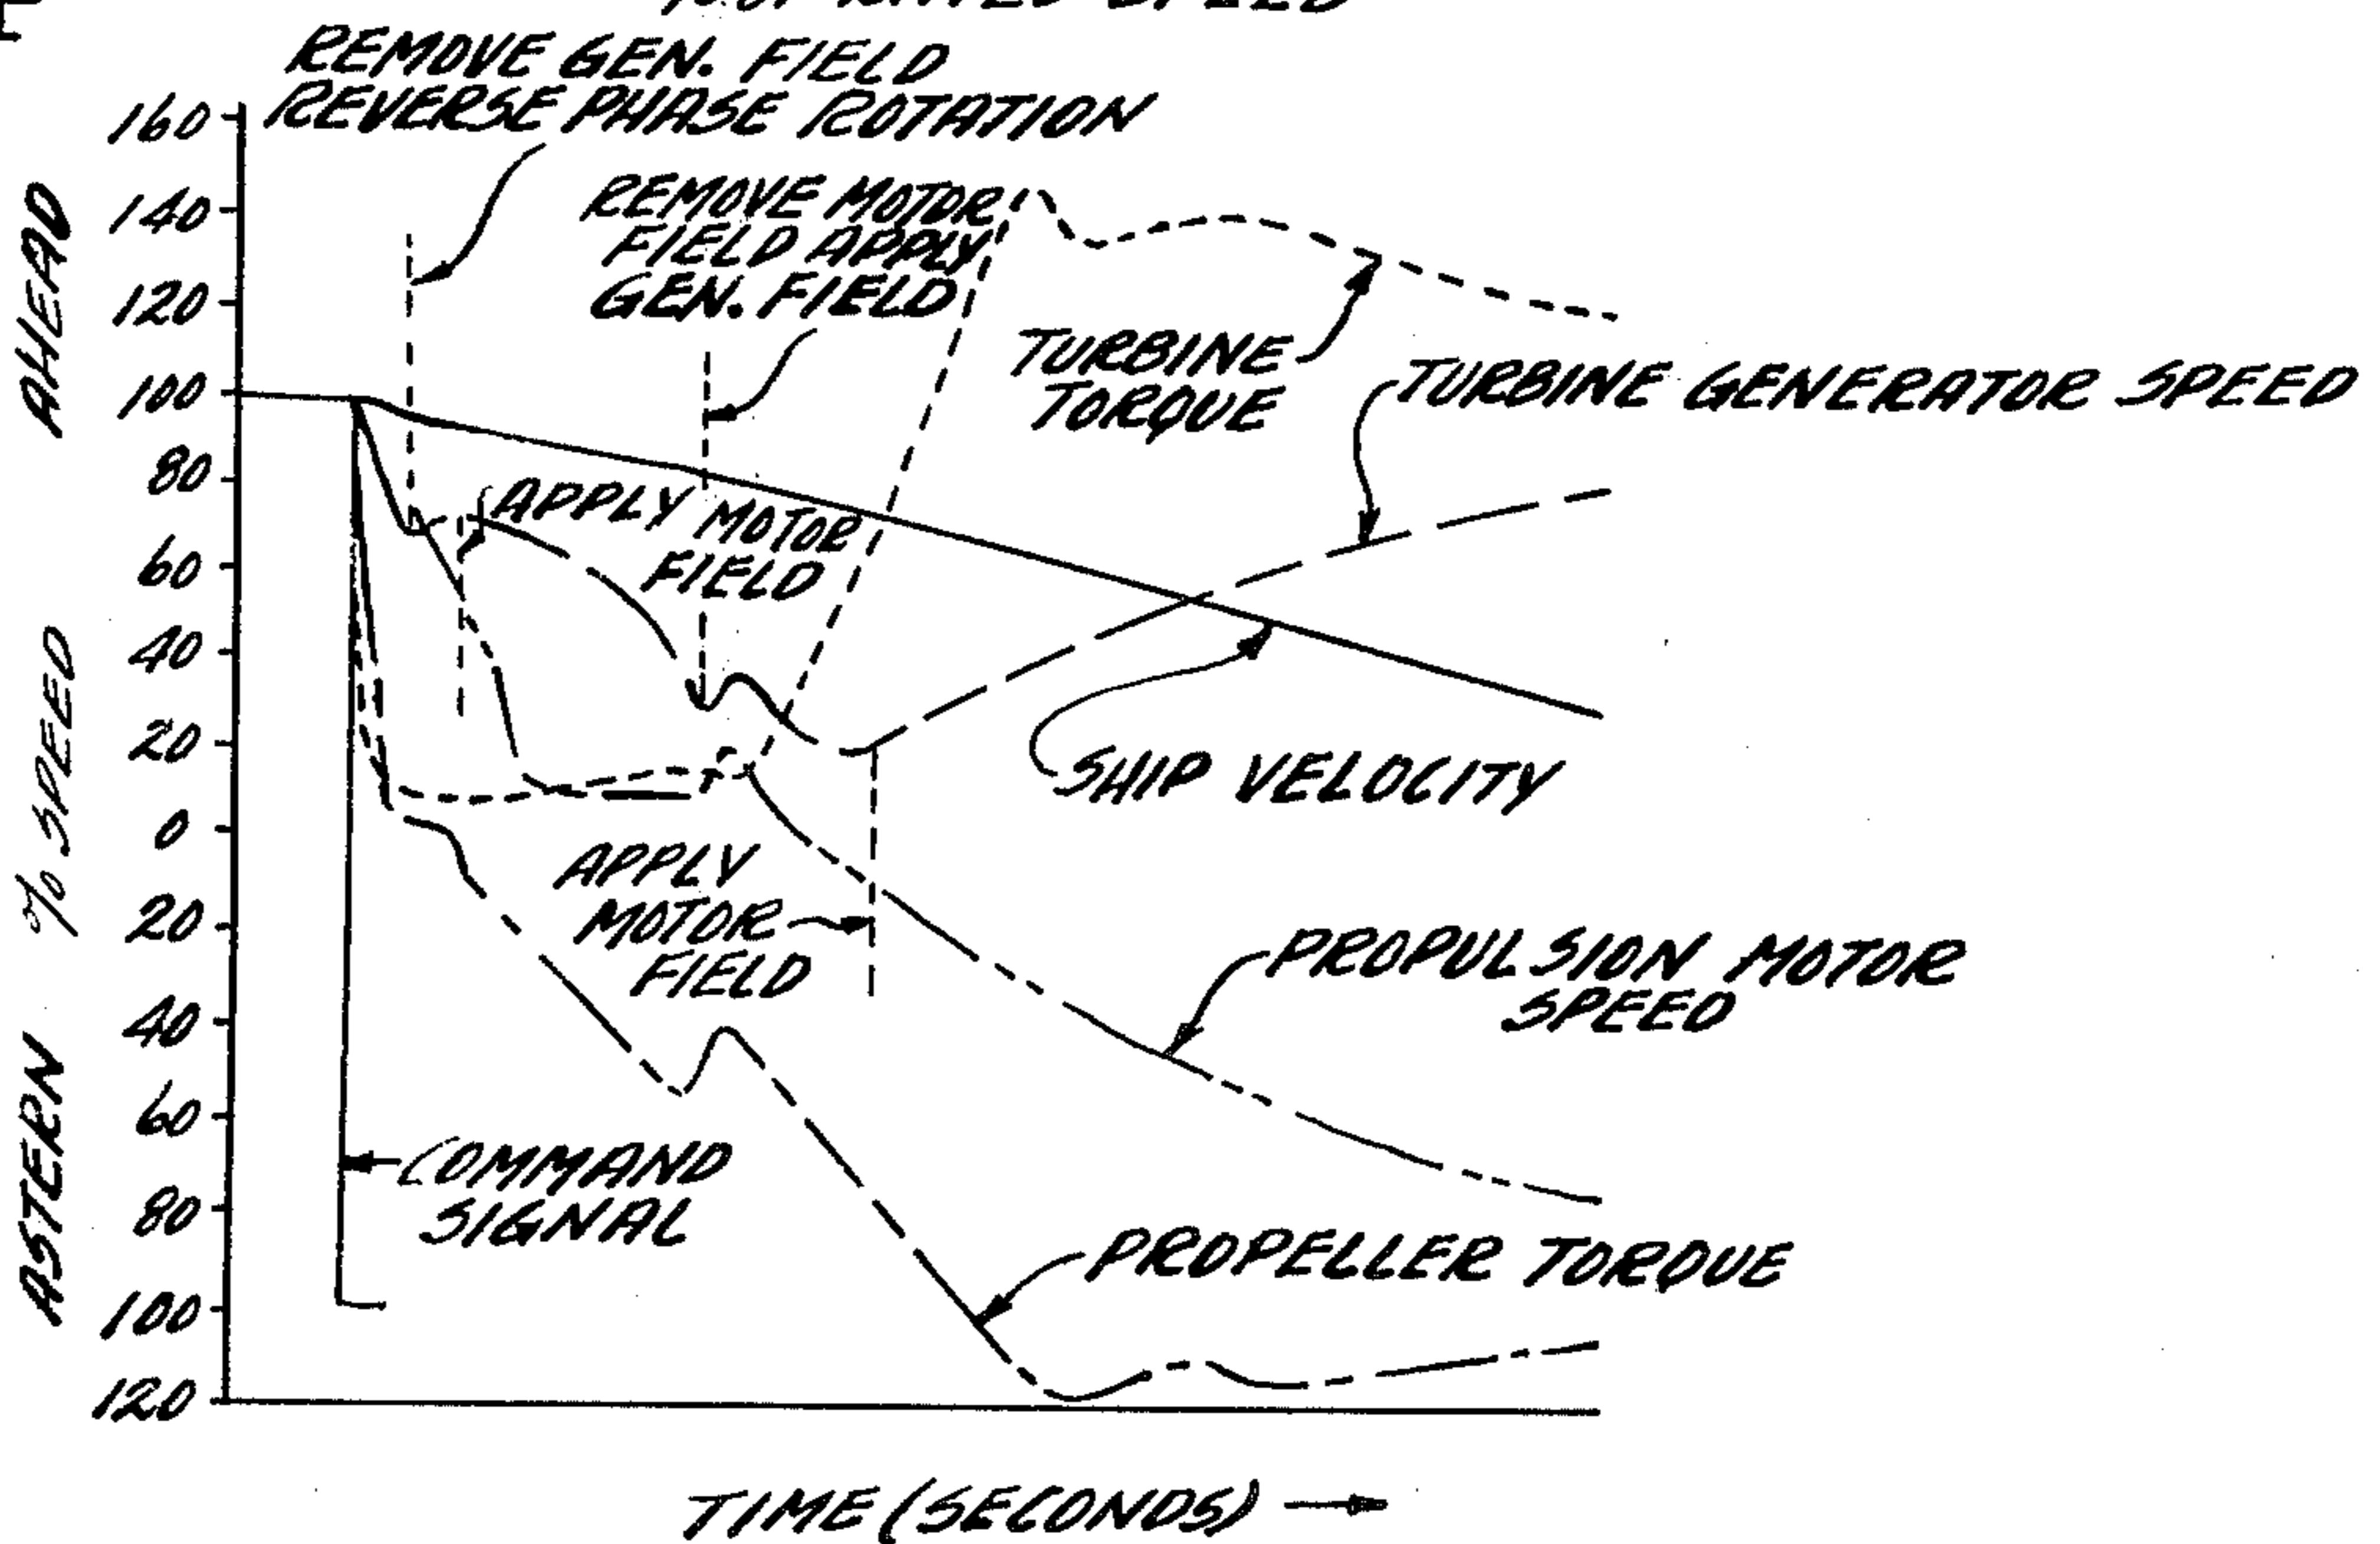 REMOVE GEN. FIELD
REVERSE PHASE ROTATION
REMOVE MOTOR
FIELD APPLY
GEN. FIELD
TURBINE
TORQUE
TURBINE GENERATOR SPEED
APPLY MOTOR
FIELD
SHIP VELOCITY
APPLY
MOTOR
FIELD
PROPULSION MOTOR
SPEED
COMMAND
SIGNAL
PROPELLER TORQUE
AHEAD
% SPEED
ASTERN
160
140
120
100
80
60
40
20
0
20
40
60
80
100
120
TIME (SECONDS)